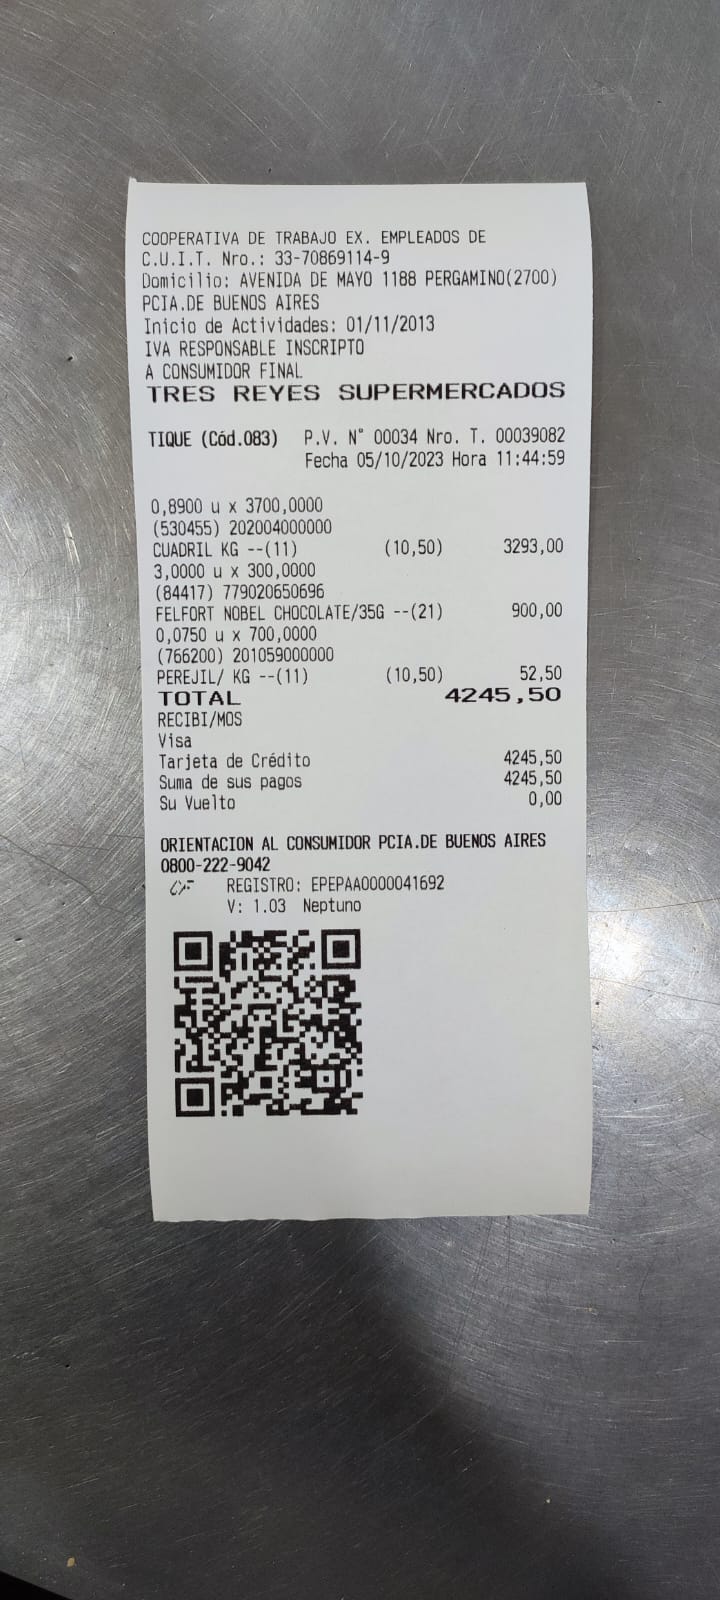 COOPERATIVA DE TRABAJO EX. EMPLEADOS DE
C.U.I.T. Nro.: 33-70869114-9
Domicilio: AVENIDA DE MAYO 1188 PERGAMINO(2700)
PCIA.DE BUENOS AIRES
Inicio de Actividades: 01/11/2013
IVA RESPONSABLE INSCRIPTO
A CONSUMIDOR FINAL
TRES REYES SUPERMERCADOS
TIQUE (Cód.083) P.V. N° 00034 Nro. T. 00039082
Fecha 05/10/2023 Hora 11:44:59
0,8900 u x 3700,0000
(530455) 202004000000
CUADRIL KG --(11) (10,50) 3293,00
3,0000 u x 300,0000
(84417) 779020650696
FELFORT NOBEL CHOCOLATE/35G --(21) 900,00
0,0750 u x 700,0000
(766200) 201059000000
PEREJIL/ KG --(11) (10,50) 52,50
TOTAL 4245,50
RECIBI/MOS
Visa
Tarjeta de Crédito 4245,50
Suma de sus pagos 4245,50
Su Vuelto 0,00
ORIENTACION AL CONSUMIDOR PCIA.DE BUENOS AIRES
0800-222-9042
CF REGISTRO: EPEPAA0000041692
V: 1.03 Neptuno